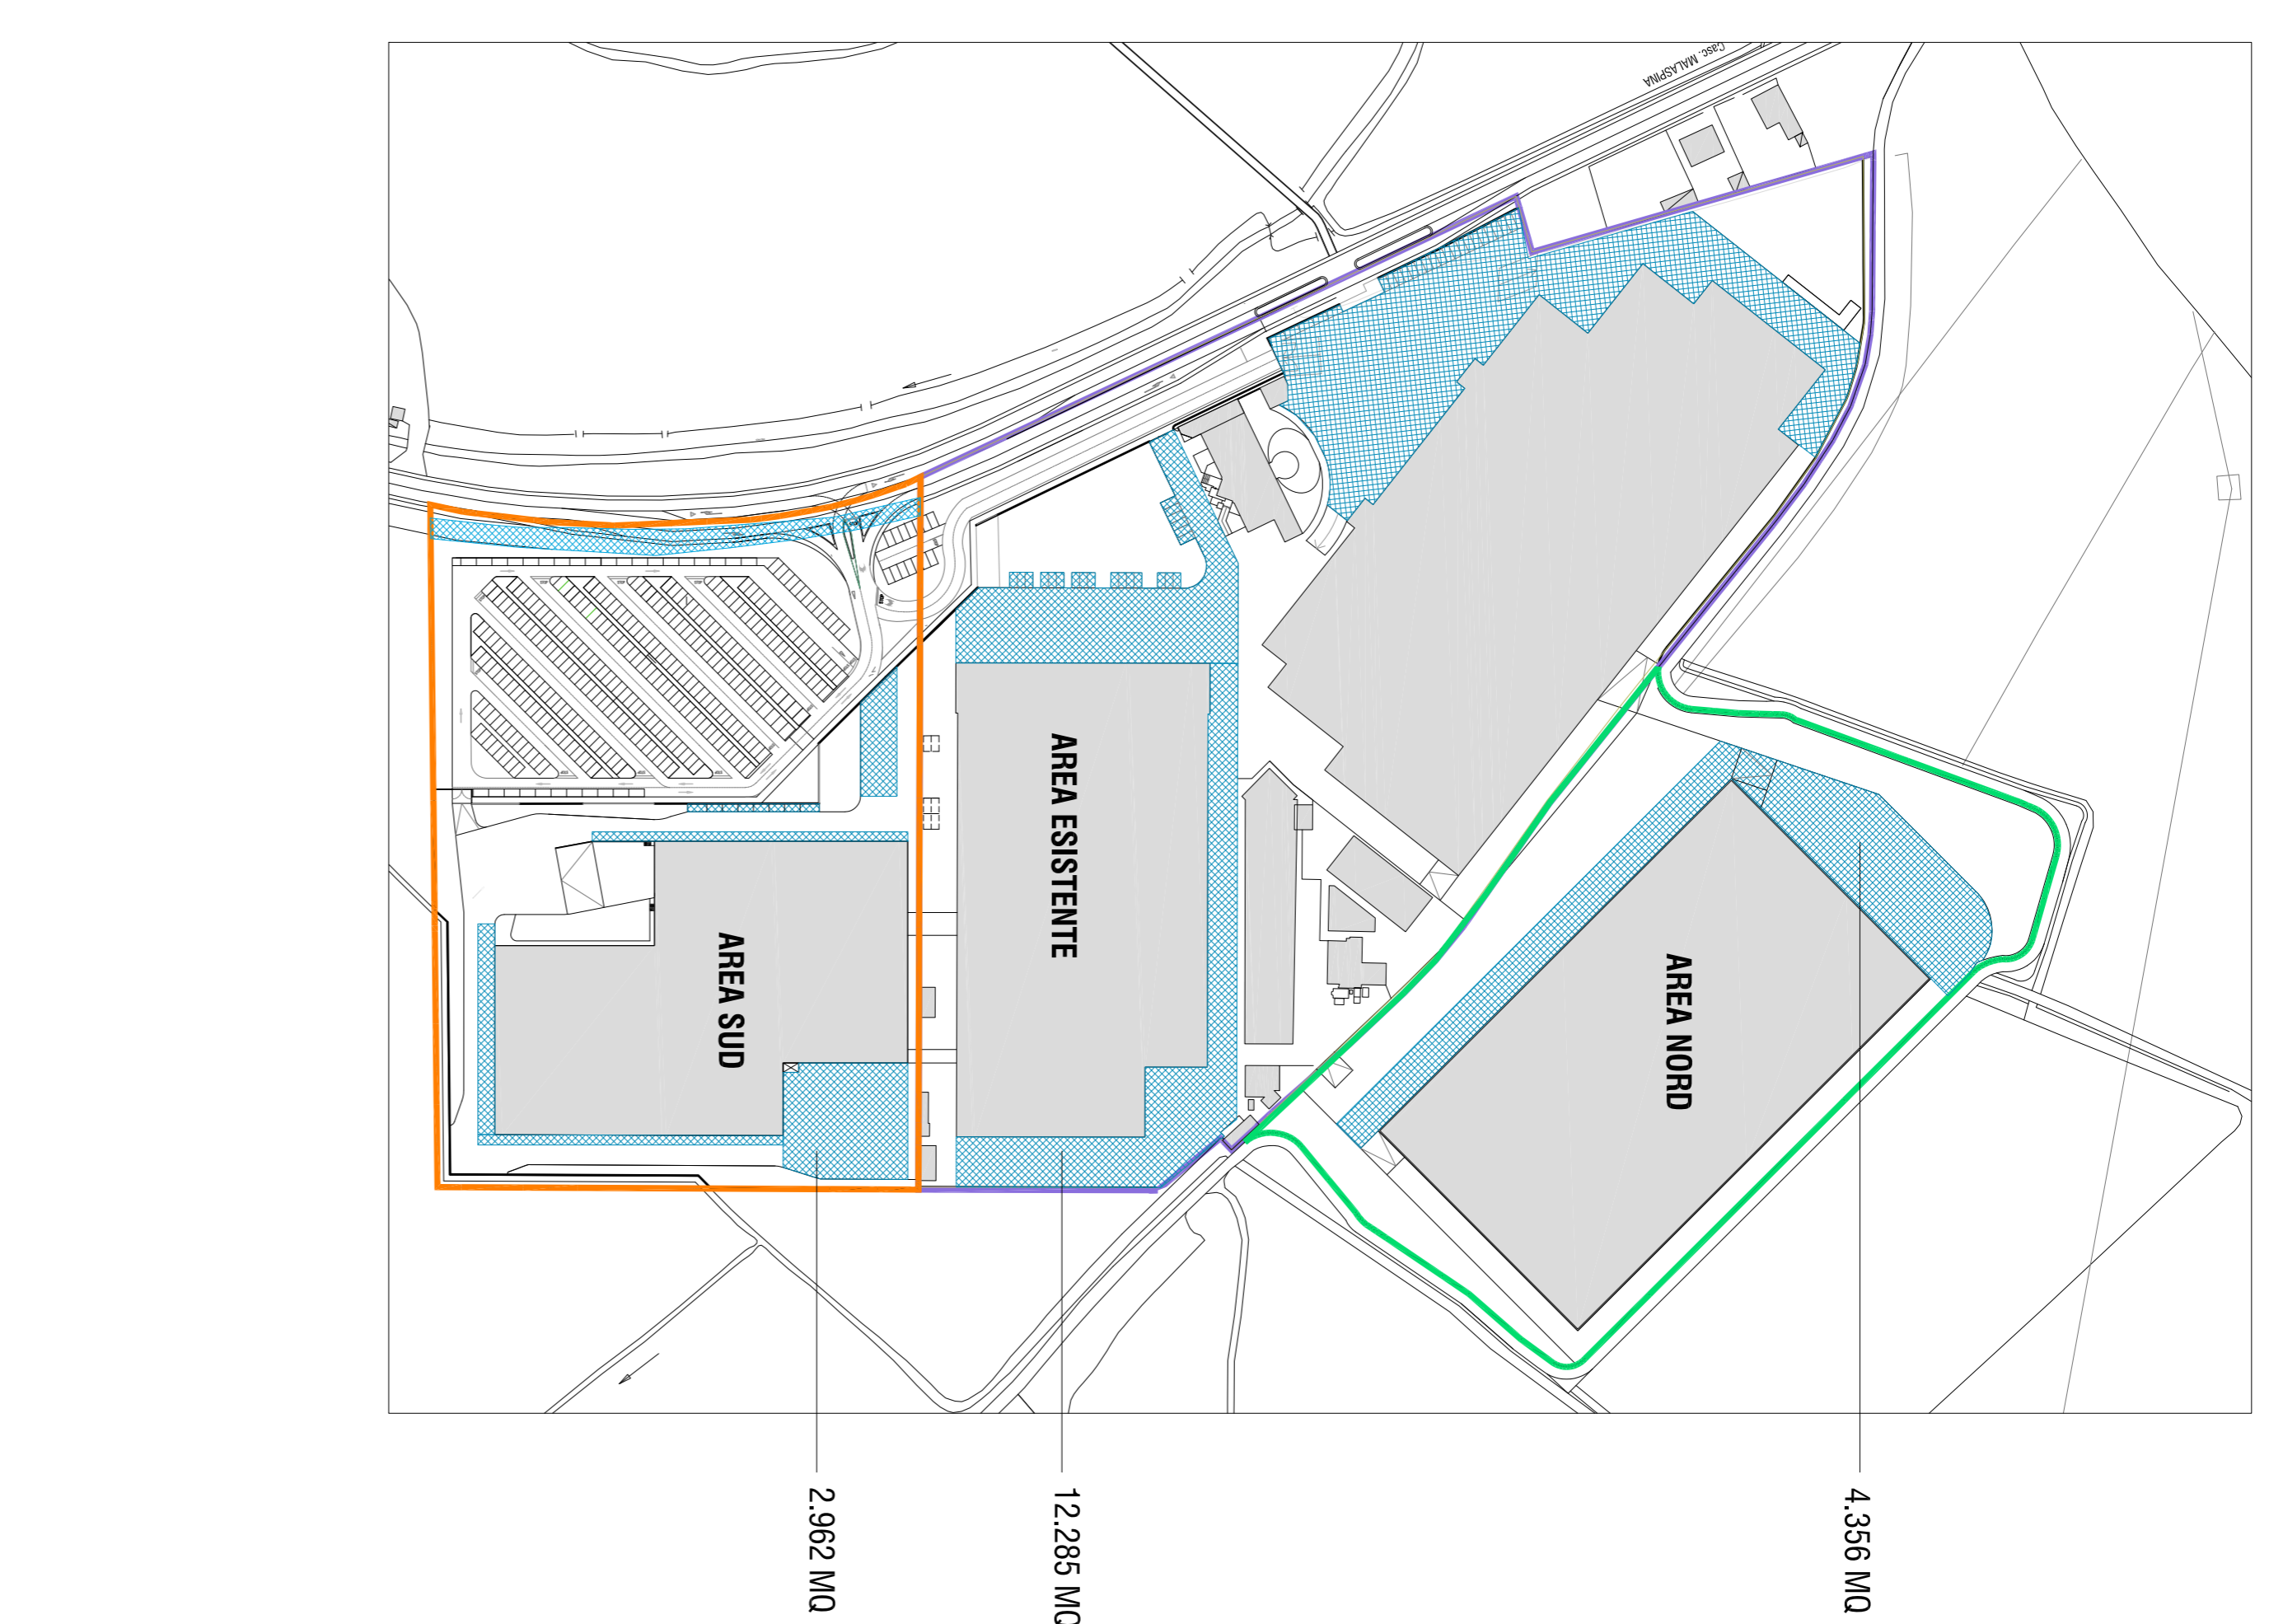 Casc. MALASPINA
AREA NORD
AREA ESISTENTE
AREA SUD
4.356 MQ
12.285 MQ
2.962 MQ